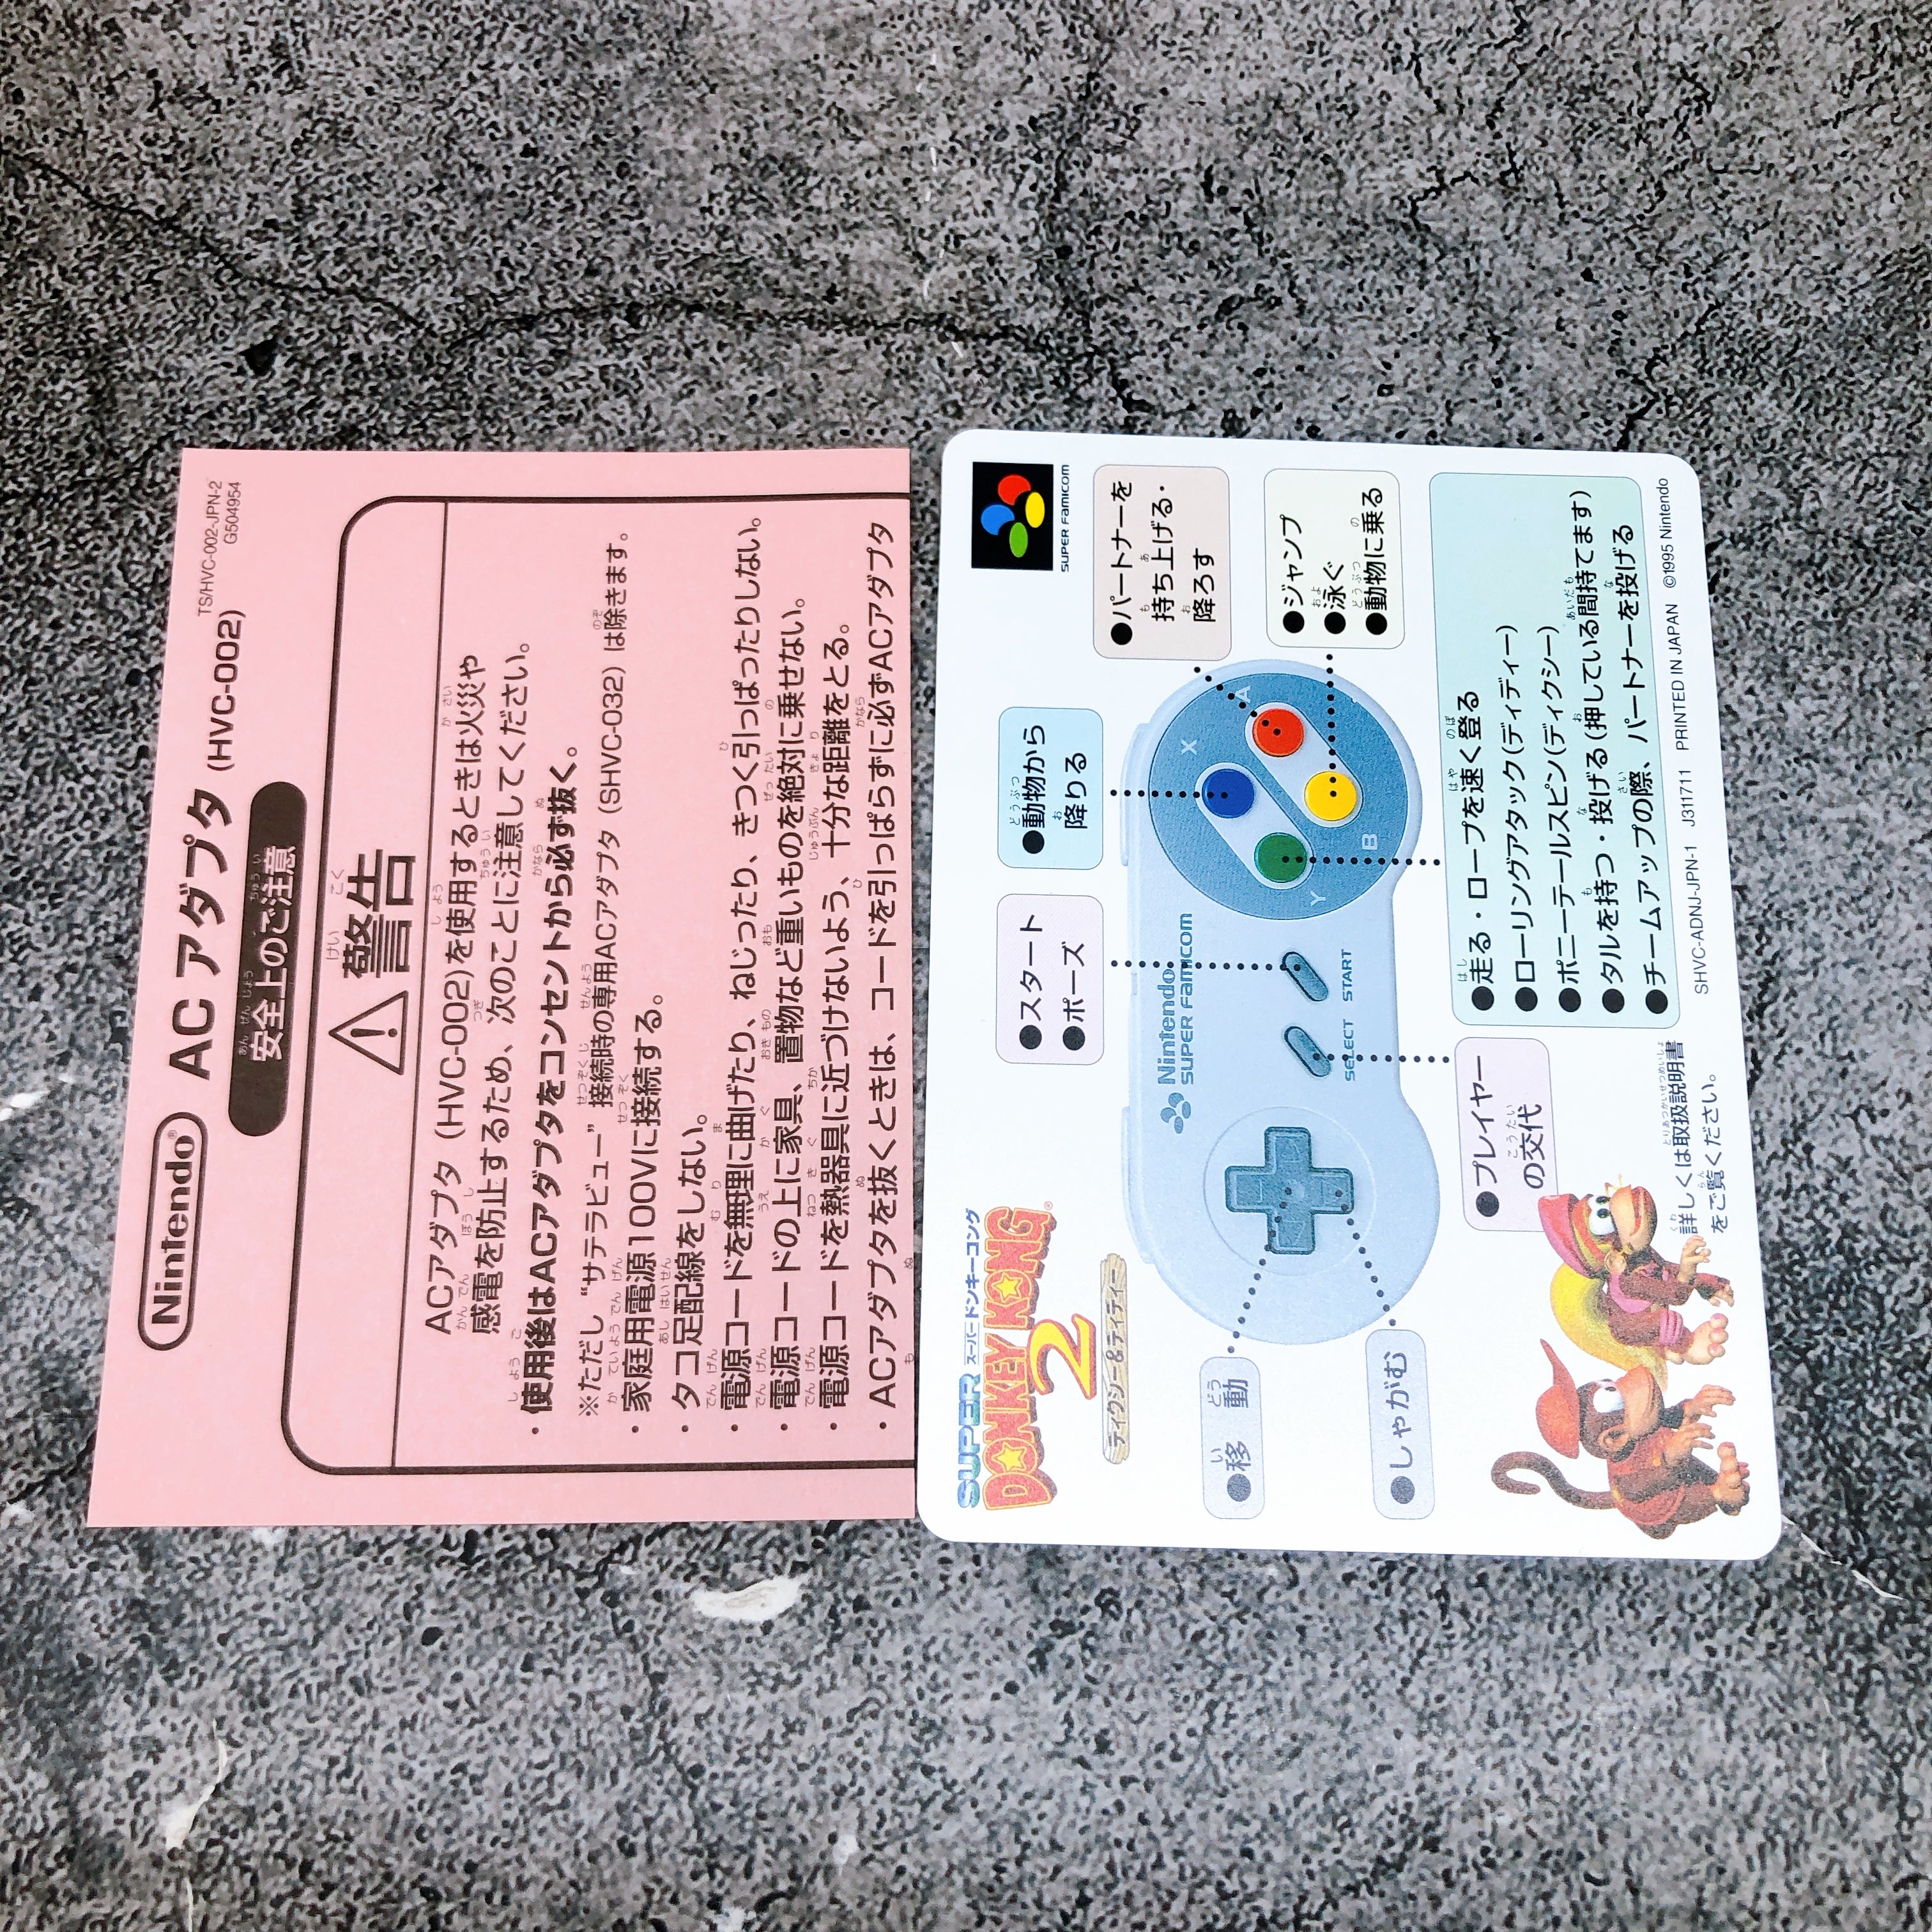 Nintendo®
ACアダプタ (HVC-002)
TS/HVC-002-JPN-2
G504954
安全上のご注意
⚠警告
ACアダプタ (HVC-002)を使用するときは火災や
感電を防止するため、次のことに注意してください。
・使用後はACアダプタをコンセントから必ず抜く。
※ただし“サテラビュー”接続時の専用ACアダプタ(SHVC-032)は除きます。
・家庭用電源100Vに接続する。
・タコ足配線をしない。
・電源コードを無理に曲げたり、ねじったり、きつく引っぱったりしない。
・電源コードの上に家具、置物など重いものを絶対に乗せない。
・電源コードを熱器具に近づけないよう、十分な距離をとる。
・ACアダプタを抜くときは、コードを引っぱらずに必ずACアダプタ
SUPER スーパードンキーコング
DONKEY KONG®
2
ディクシー&ディディー
SUPER FAMICOM
●スタート
●ポーズ
●動物から
降りる
●パートナーを
持ち上げる・
降ろす
●ジャンプ
●泳ぐ
●動物に乗る
●移動
●しゃがむ
Nintendo
SUPER FAMICOM
SELECT
START
X
A
Y
B
●プレイヤー
の交代
●走る・ロープを速く登る
●ローリングアタック(ディディー)
●ポニーテールスピン(ディクシー)
●タルを持つ・投げる(押している間持てます)
●チームアップの際、パートナーを投げる
詳しくは取扱説明書
をご覧ください。
SHVC-ADNJ-JPN-1 J311711 PRINTED IN JAPAN ©1995 Nintendo